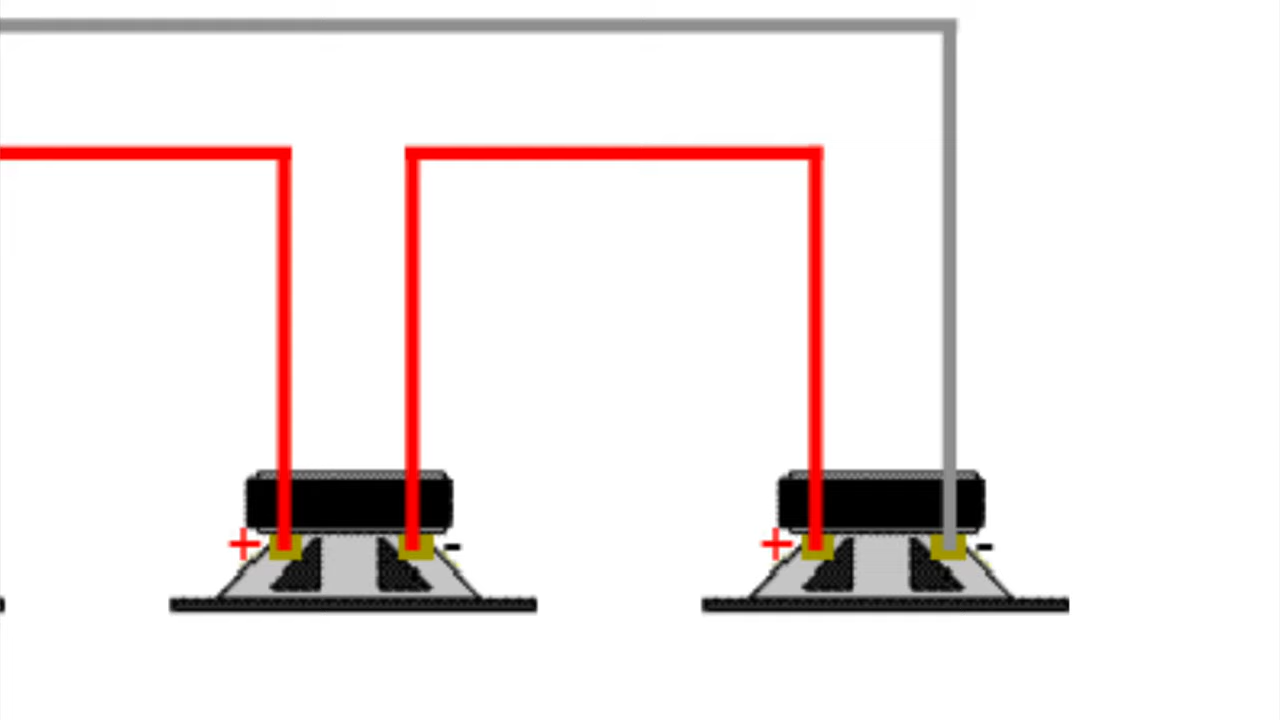 + - + -